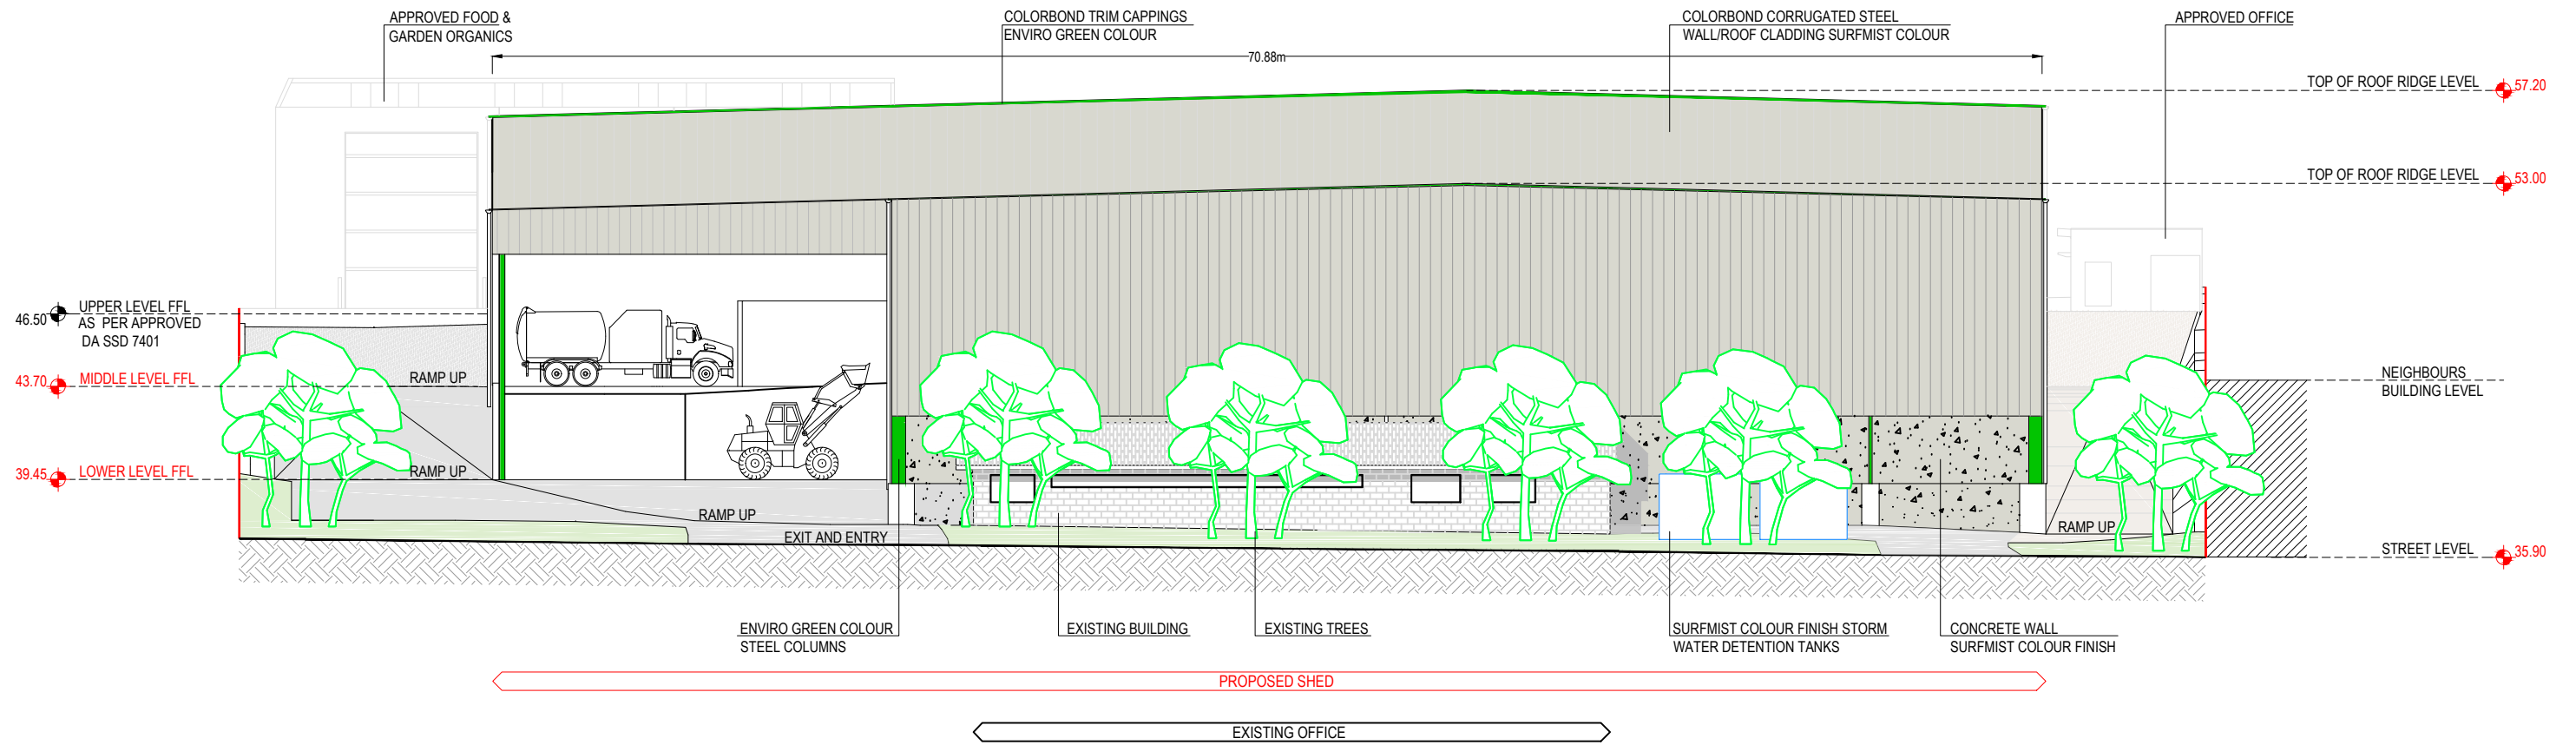 APPROVED FOOD &
GARDEN ORGANICS
COLORBOND TRIM CAPPINGS
ENVIRO GREEN COLOUR
COLORBOND CORRUGATED STEEL
WALL/ROOF CLADDING SURFMIST COLOUR
APPROVED OFFICE
70.88m
TOP OF ROOF RIDGE LEVEL 57.20
TOP OF ROOF RIDGE LEVEL 53.00
46.50 UPPER LEVEL FFL
AS PER APPROVED
DA SSD 7401
43.70 MIDDLE LEVEL FFL
RAMP UP
NEIGHBOURS
BUILDING LEVEL
39.45 LOWER LEVEL FFL
RAMP UP
RAMP UP
EXIT AND ENTRY
RAMP UP
STREET LEVEL 35.90
ENVIRO GREEN COLOUR
STEEL COLUMNS
EXISTING BUILDING
EXISTING TREES
SURFMIST COLOUR FINISH STORM
WATER DETENTION TANKS
CONCRETE WALL
SURFMIST COLOUR FINISH
PROPOSED SHED
EXISTING OFFICE